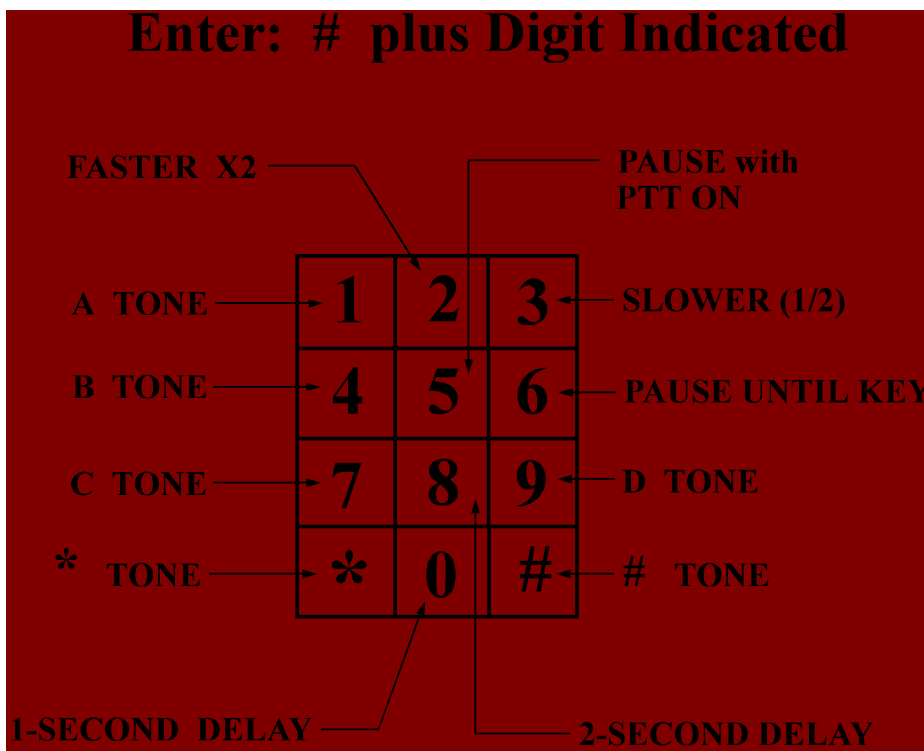 Enter: # plus Digit Indicated
FASTER X2
PAUSE with
PTT ON
A TONE
1
2
3
SLOWER (1/2)
B TONE
4
5
6
PAUSE UNTIL KEY
C TONE
7
8
9
D TONE
* TONE
*
0
#
# TONE
1-SECOND DELAY
2-SECOND DELAY